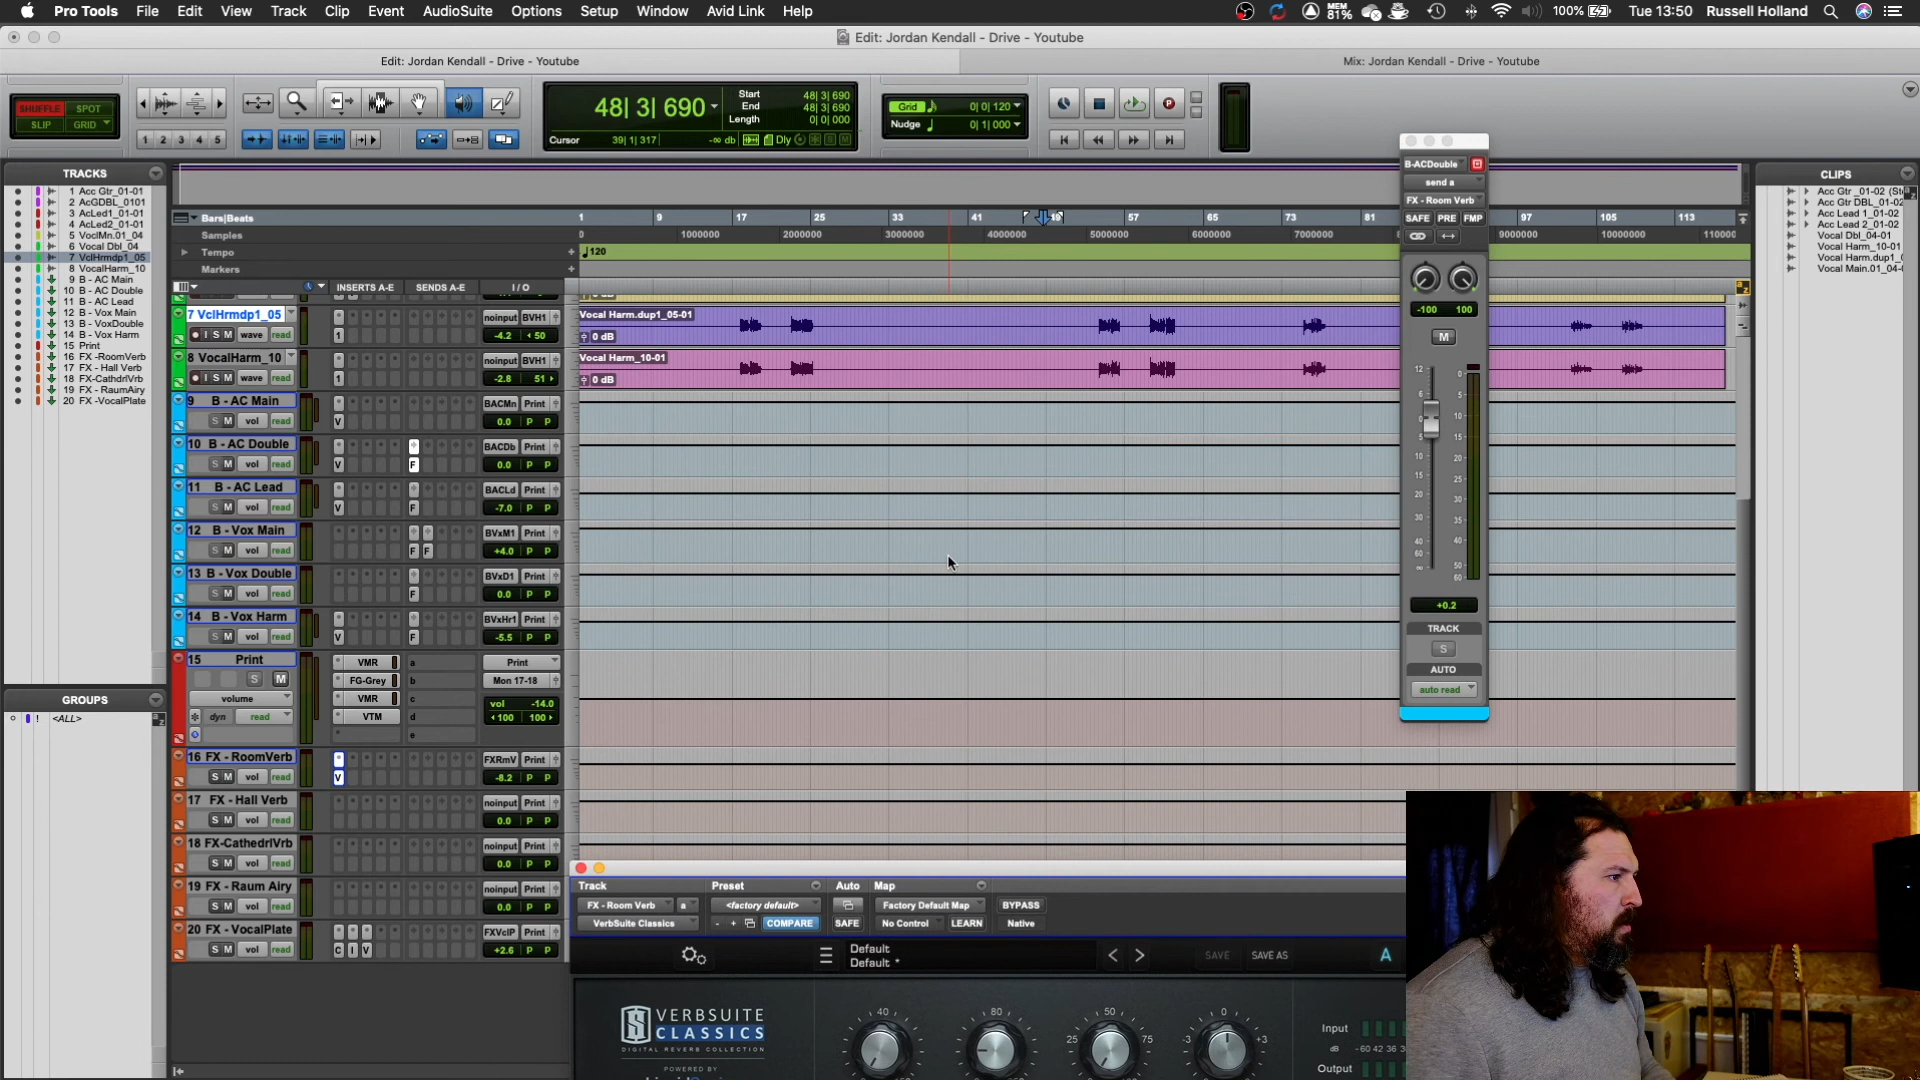 Pro Tools File Edit View Track Clip Event AudioSuite Options Setup Window Avid Link Help
MEM 81% 100% Tue 13:50 Russell Holland
Edit: Jordan Kendall - Drive - Youtube
Edit: Jordan Kendall - Drive - Youtube
Mix: Jordan Kendall - Drive - Youtube
SHUFFLE SPOT
SLIP GRID
1 2 3 4 5
48| 3| 690
Start 48| 3| 690
End 48| 3| 690
Length 0| 0| 000
Cursor 39| 1| 317
-∞ db
Dly
Grid 0| 0| 120
Nudge 0| 1| 000
TRACKS
1 Acc Gtr_01-01
2 AcGDBL_0101
3 AcLed1_01-01
4 AcLed2_01-01
5 VoclMn.01_04
6 Vocal Dbl_04
7 VclHrmdp1_05
8 VocalHarm_10
9 B - AC Main
10 B - AC Double
11 B - AC Lead
12 B - Vox Main
13 B - VoxDouble
14 B - Vox Harm
15 Print
16 FX -RoomVerb
17 FX - Hall Verb
18 FX-CathdrlVrb
19 FX - RaumAiry
20 FX -VocalPlate
GROUPS
! <ALL>
Bars|Beats
1 9 17 25 33 41 49 57 65 73 81 97 105 113
Samples
0 1000000 2000000 3000000 4000000 5000000 6000000 7000000 9000000 10000000 110000
Tempo
120
Markers
INSERTS A-E SENDS A-E I / O
7 VclHrmdp1_05
I S M wave read
1
noinput BVH1
-4.2 50
Vocal Harm.dup1_05-01
0 dB
8 VocalHarm_10
I S M wave read
1
noinput BVH1
-2.8 51
Vocal Harm_10-01
0 dB
9 B - AC Main
S M vol read
V
BACMn Print
0.0 P P
10 B - AC Double
S M vol read
V F
BACDb Print
0.0 P P
11 B - AC Lead
S M vol read
V F
BACLd Print
-7.0 P P
12 B - Vox Main
S M vol read
F F
BVxM1 Print
+4.0 P P
13 B - Vox Double
S M vol read
F
BVxD1 Print
0.0 P P
14 B - Vox Harm
S M vol read
V F
BVxHr1 Print
-5.5 P P
15 Print
S M
volume
dyn read
VMR
FG-Grey
VMR
VTM
a
b
c
d
e
Print
Mon 17-18
vol -14.0
100 100
16 FX - RoomVerb
S M vol read
V
FXRmV Print
-8.2 P P
17 FX - Hall Verb
S M vol read
noinput Print
0.0 P P
18 FX-CathedrlVrb
S M vol read
noinput Print
0.0 P P
19 FX - Raum Airy
S M vol read
noinput Print
0.0 P P
20 FX - VocalPlate
S M vol read
C I V
FXVclP Print
+2.6 P P
B-ACDouble
send a
FX - Room Verb
SAFE PRE FMP
-100 100
M
12
6
0
5
10
15
20
30
40
60
∞
0
5
10
15
20
25
30
35
40
50
60
+0.2
TRACK
S
AUTO
auto read
CLIPS
Acc Gtr _01-02 (St
Acc Gtr DBL_01-02
Acc Lead 1_01-02
Acc Lead 2_01-02
Vocal Dbl_04-01
Vocal Harm_10-01
Vocal Harm.dup1_0
Vocal Main.01_04-
Track Preset Auto Map
FX - Room Verb a <factory default> Factory Default Map BYPASS
VerbSuite Classics - + COMPARE SAFE No Control LEARN Native
Default
Default *
SAVE SAVE AS A
VERBSUITE
CLASSICS
DIGITAL REVERB COLLECTION
POWERED BY
40
80
25 50 75
-3 0 +3
Input
dB -60 42 36 3
Output